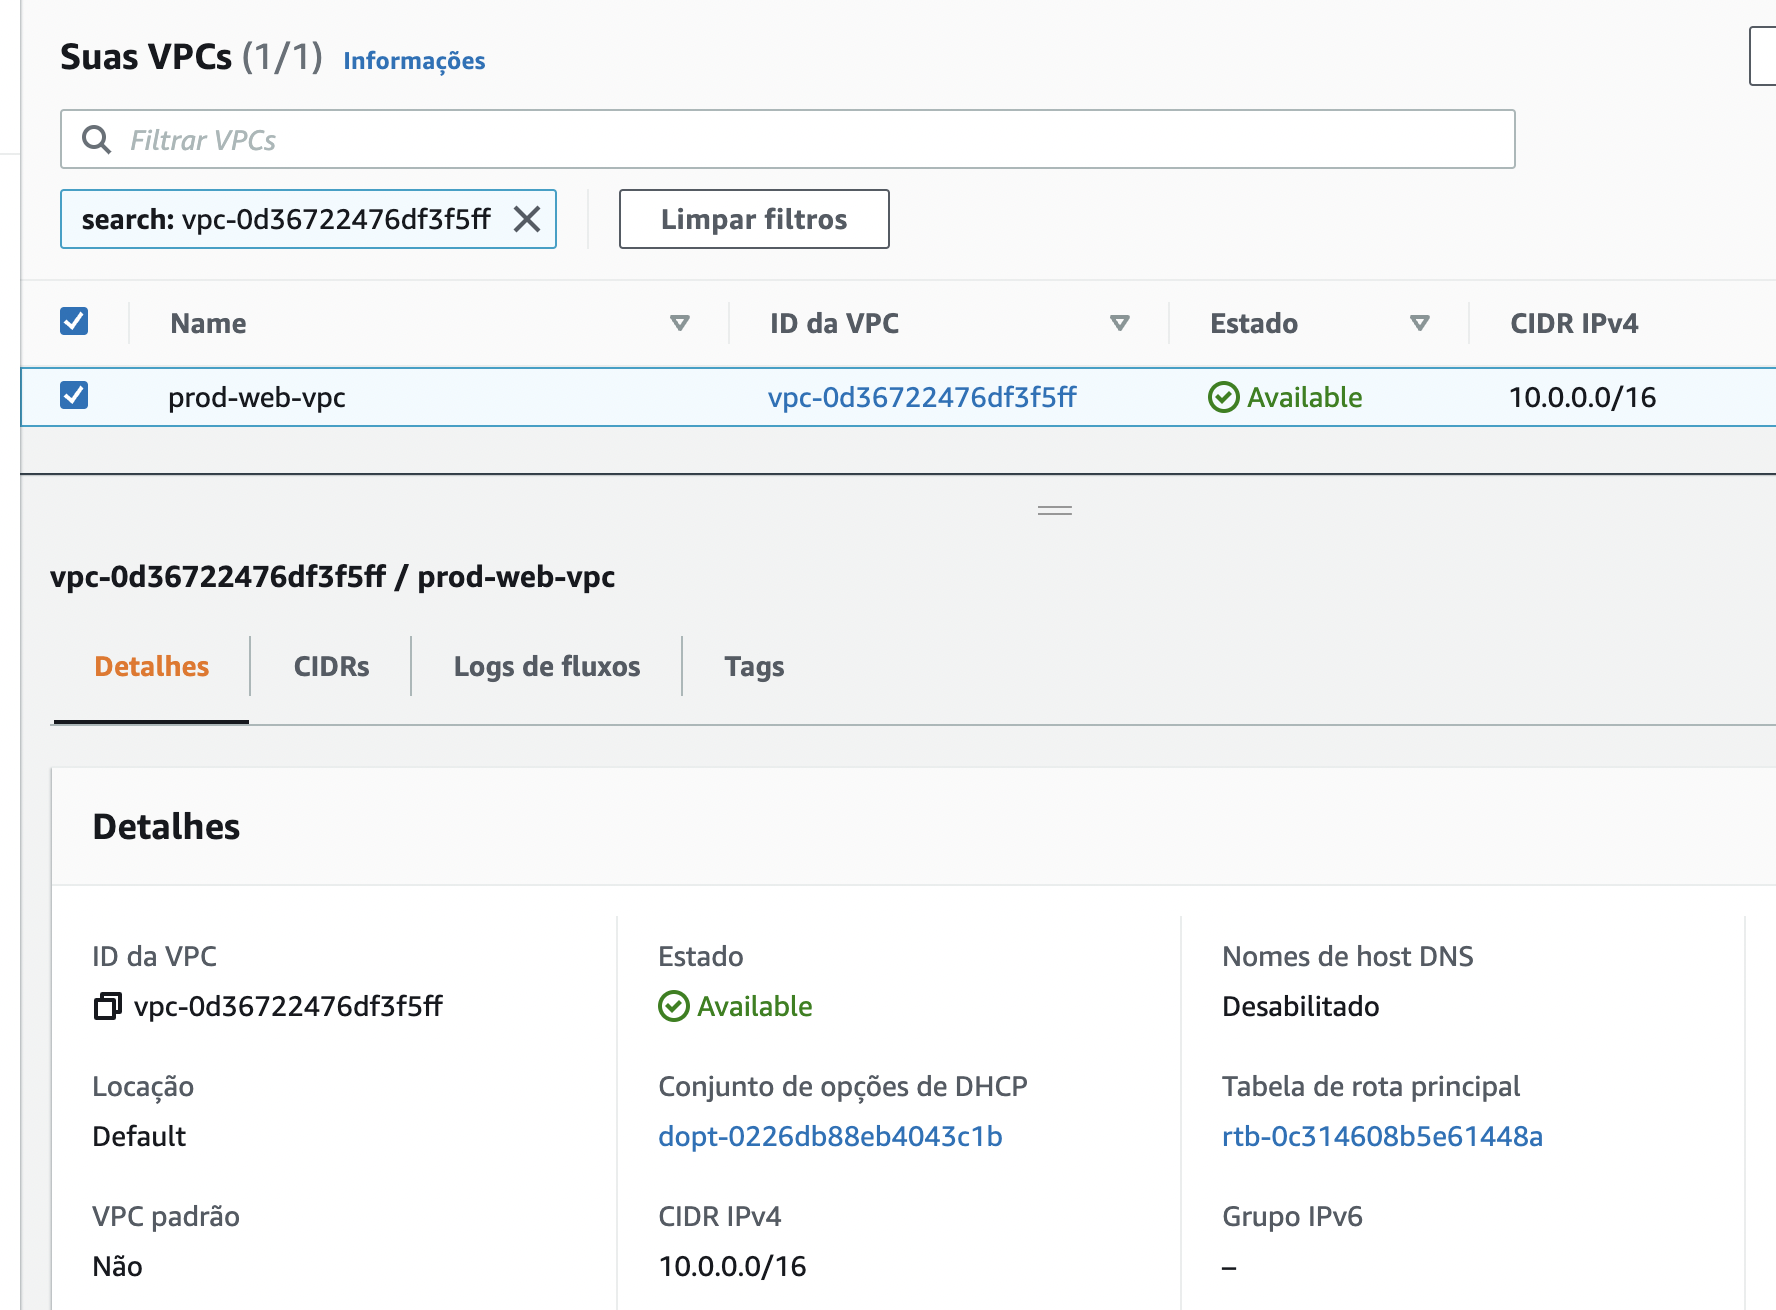 Suas VPCs (1/1) Informações
Filtrar VPCs
search: vpc-0d36722476df3f5ff Limpar filtros
Name ID da VPC Estado CIDR IPv4
prod-web-vpc vpc-0d36722476df3f5ff Available 10.0.0.0/16
vpc-0d36722476df3f5ff / prod-web-vpc
Detalhes CIDRs Logs de fluxos Tags
Detalhes
ID da VPC Estado Nomes de host DNS
vpc-0d36722476df3f5ff Available Desabilitado
Locação Conjunto de opções de DHCP Tabela de rota principal
Default dopt-0226db88eb4043c1b rtb-0c314608b5e61448a
VPC padrão CIDR IPv4 Grupo IPv6
Não 10.0.0.0/16 –